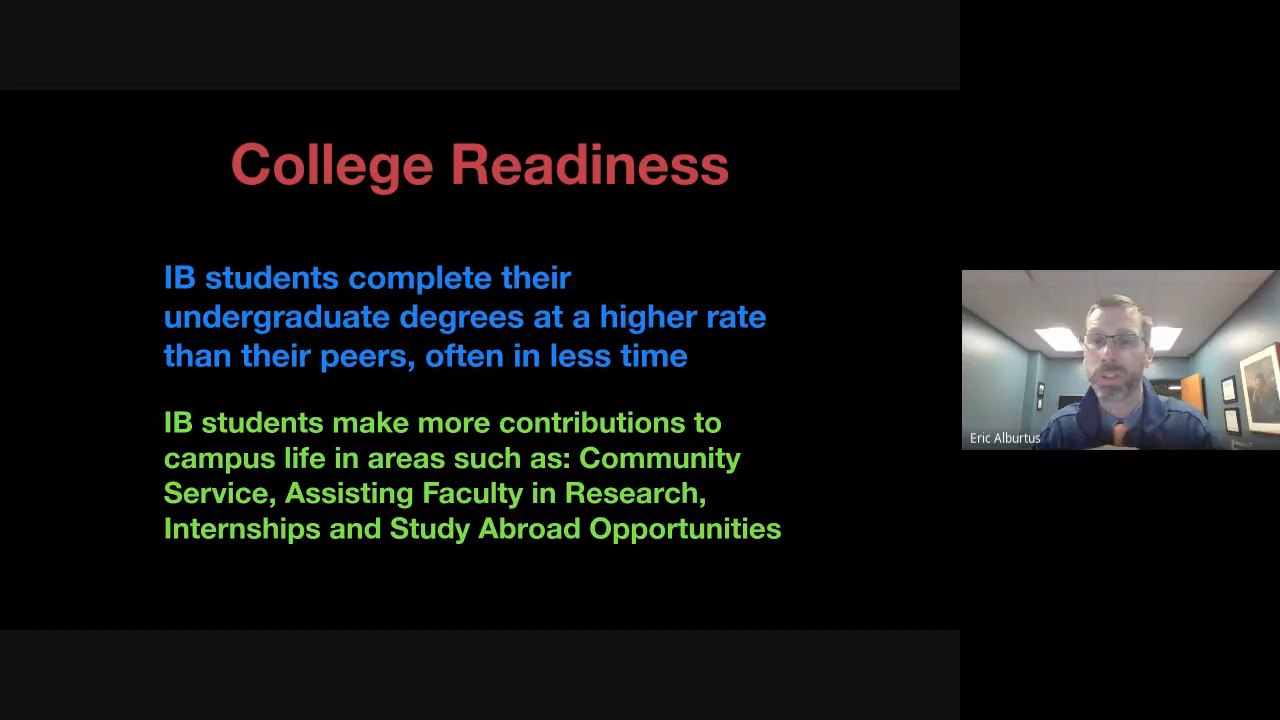 College Readiness
IB students complete their
undergraduate degrees at a higher rate
than their peers, often in less time
IB students make more contributions to
campus life in areas such as: Community
Service, Assisting Faculty in Research,
Internships and Study Abroad Opportunities
Eric Alburtus